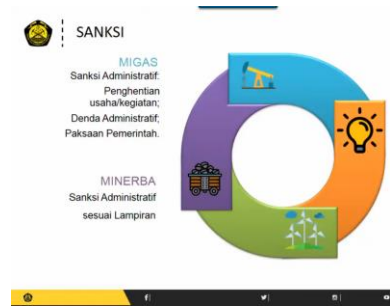 SANKSI
MIGAS
Sanksi Administratif:
Penghentian
usaha/kegiatan;
Denda Administratif;
Paksaan Pemerintah.
MINERBA
Sanksi Administratif
sesuai Lampiran